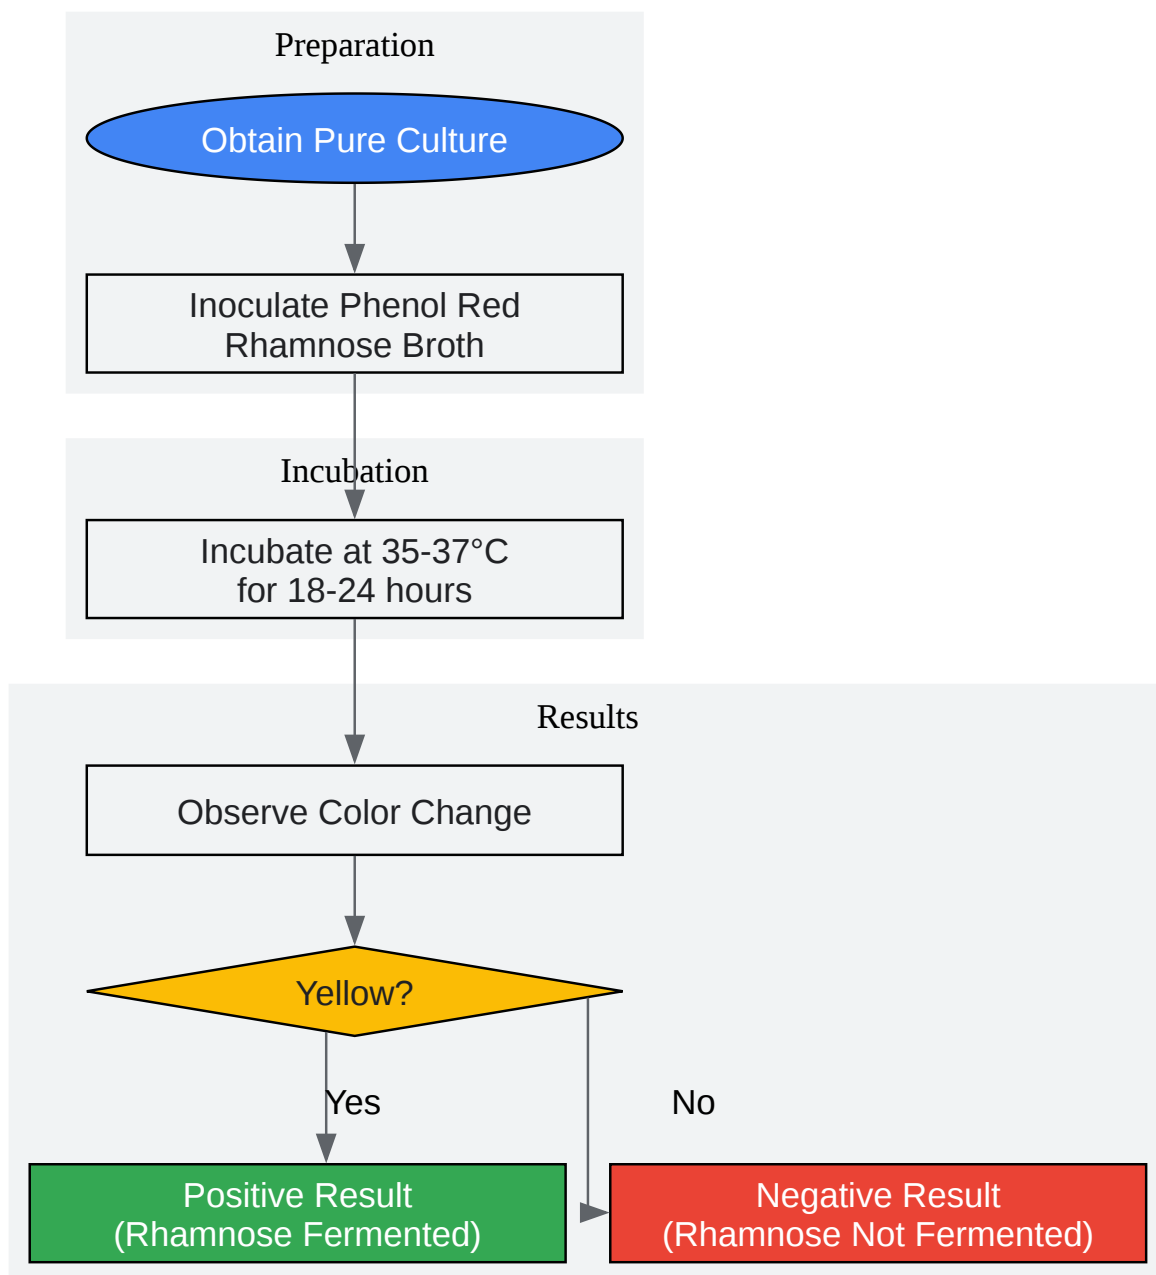 Preparation
Obtain Pure Culture
Inoculate Phenol Red
Rhamnose Broth
Incubation
Incubate at 35-37°C
for 18-24 hours
Results
Observe Color Change
Yellow?
Yes
No
Positive Result
(Rhamnose Fermented)
Negative Result
(Rhamnose Not Fermented)